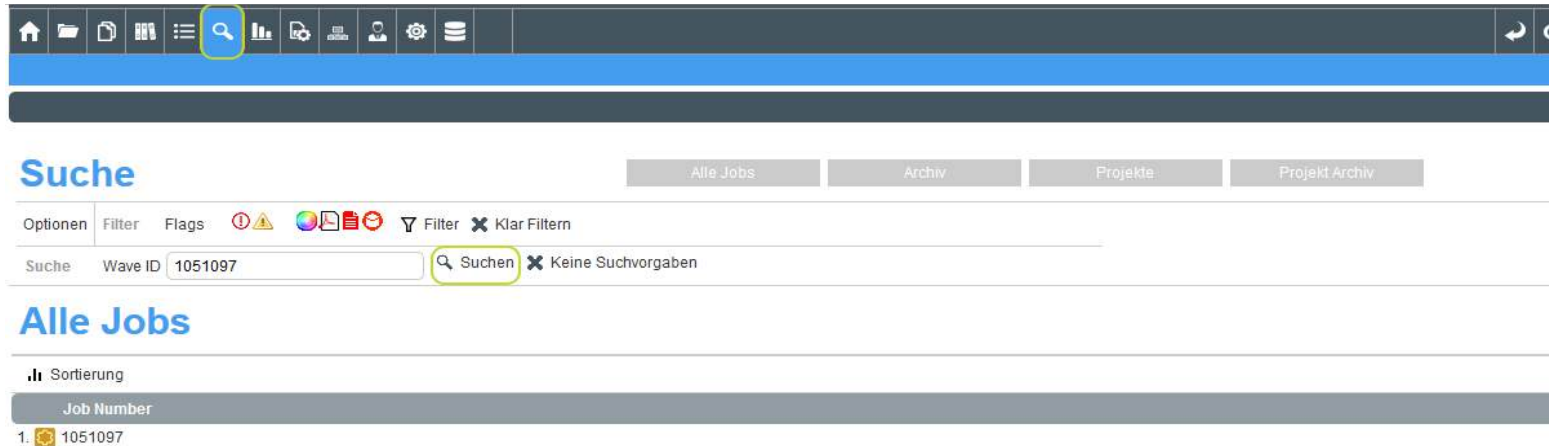 Suche
Alle Jobs Archiv Projekte Projekt Archiv
Optionen Filter Flags Filter Klar Filtern
Suche Wave ID 1051097 Suchen Keine Suchvorgaben
Alle Jobs
Sortierung
Job Number
1. 1051097